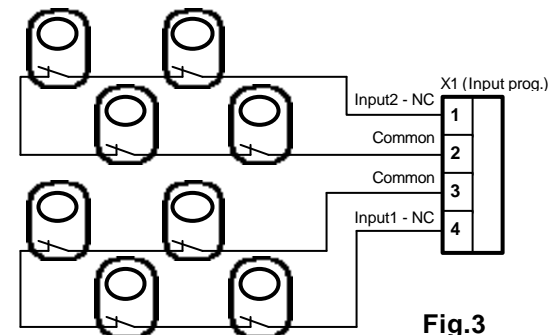 X1 (Input prog.)
Input2 - NC
1
Common
2
Common
3
Input1 - NC
4
Fig.3